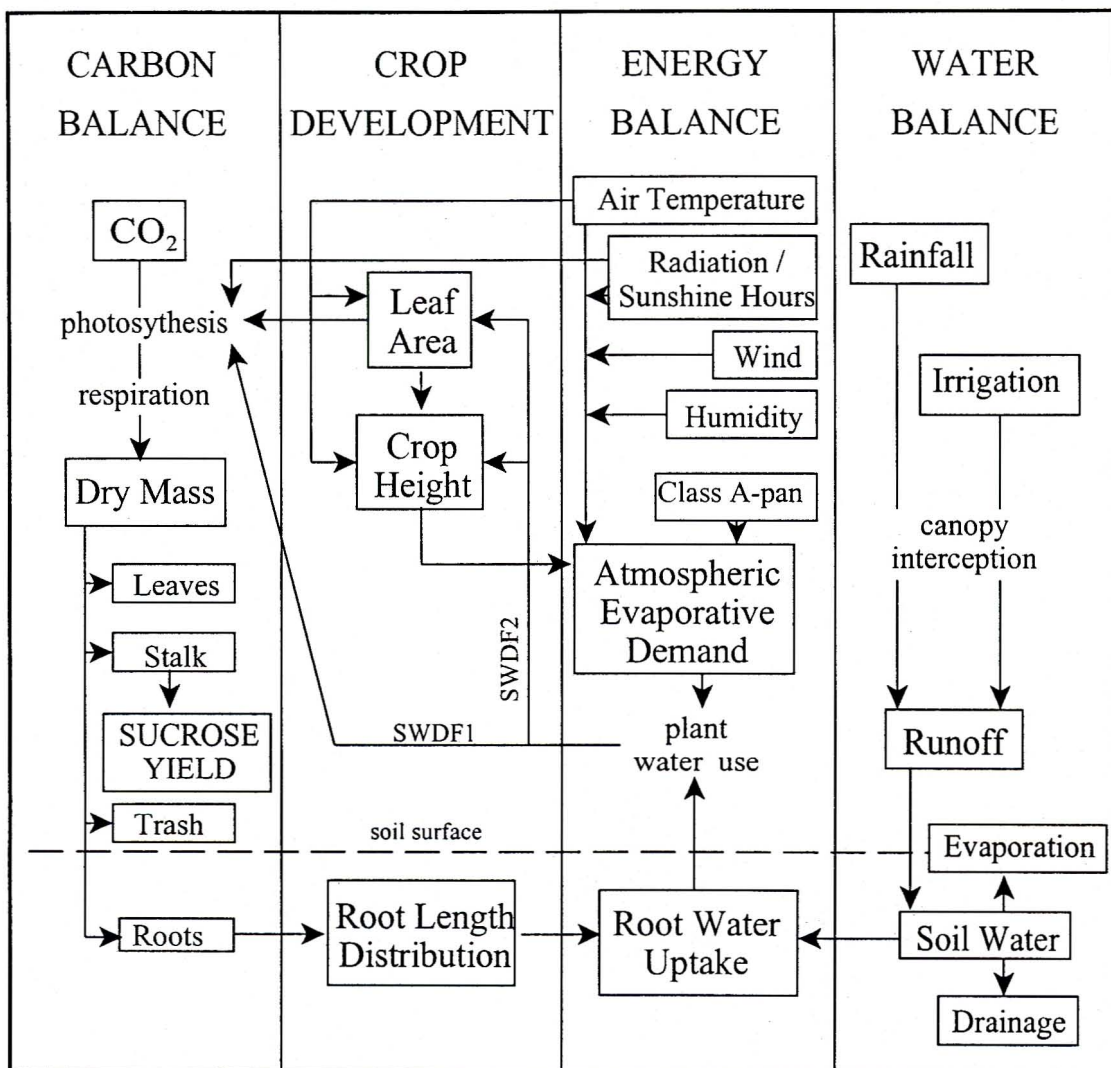 CARBON
BALANCE
CROP
DEVELOPMENT
ENERGY
BALANCE
WATER
BALANCE
CO₂
photosythesis
respiration
Dry Mass
Leaves
Stalk
SUCROSE
YIELD
Trash
Roots
Leaf
Area
Crop
Height
SWDF2
SWDF1
soil surface
Root Length
Distribution
Air Temperature
Radiation /
Sunshine Hours
Wind
Humidity
Class A-pan
Atmospheric
Evaporative
Demand
plant
water use
Root Water
Uptake
Rainfall
Irrigation
canopy
interception
Runoff
Evaporation
Soil Water
Drainage